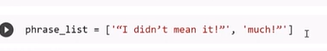 phrase_list = ['“I didn’t mean it!”', 'much!”']